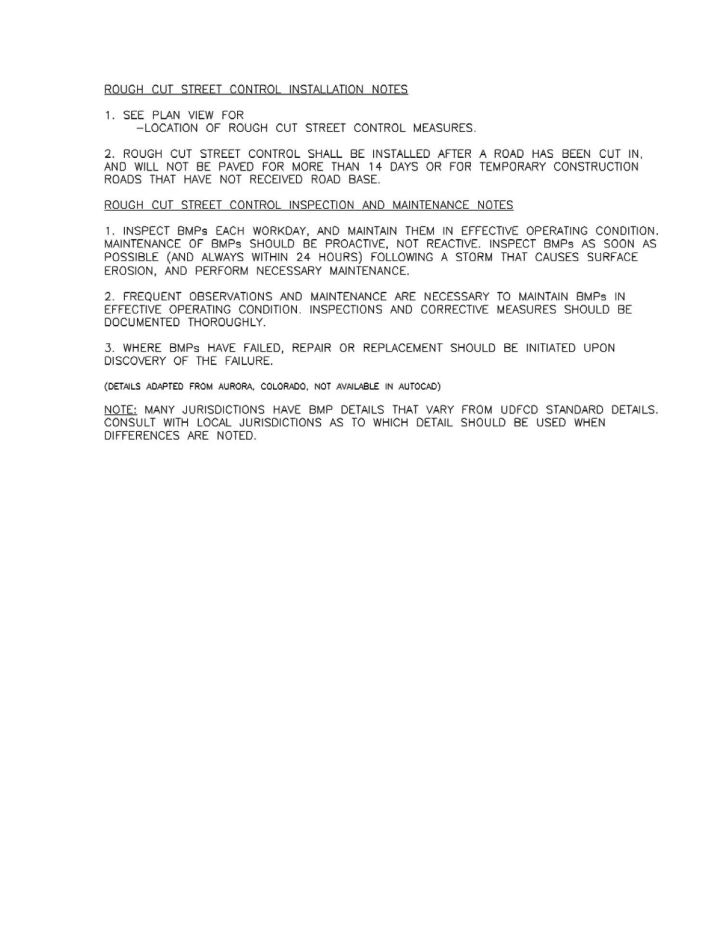 ROUGH CUT STREET CONTROL INSTALLATION NOTES
1. SEE PLAN VIEW FOR
-LOCATION OF ROUGH CUT STREET CONTROL MEASURES.
2. ROUGH CUT STREET CONTROL SHALL BE INSTALLED AFTER A ROAD HAS BEEN CUT IN,
AND WILL NOT BE PAVED FOR MORE THAN 14 DAYS OR FOR TEMPORARY CONSTRUCTION
ROADS THAT HAVE NOT RECEIVED ROAD BASE.
ROUGH CUT STREET CONTROL INSPECTION AND MAINTENANCE NOTES
1. INSPECT BMPs EACH WORKDAY, AND MAINTAIN THEM IN EFFECTIVE OPERATING CONDITION.
MAINTENANCE OF BMPs SHOULD BE PROACTIVE, NOT REACTIVE. INSPECT BMPs AS SOON AS
POSSIBLE (AND ALWAYS WITHIN 24 HOURS) FOLLOWING A STORM THAT CAUSES SURFACE
EROSION, AND PERFORM NECESSARY MAINTENANCE.
2. FREQUENT OBSERVATIONS AND MAINTENANCE ARE NECESSARY TO MAINTAIN BMPs IN
EFFECTIVE OPERATING CONDITION. INSPECTIONS AND CORRECTIVE MEASURES SHOULD BE
DOCUMENTED THOROUGHLY.
3. WHERE BMPs HAVE FAILED, REPAIR OR REPLACEMENT SHOULD BE INITIATED UPON
DISCOVERY OF THE FAILURE.
(DETAILS ADAPTED FROM AURORA, COLORADO, NOT AVAILABLE IN AUTOCAD)
NOTE: MANY JURISDICTIONS HAVE BMP DETAILS THAT VARY FROM UDFCD STANDARD DETAILS.
CONSULT WITH LOCAL JURISDICTIONS AS TO WHICH DETAIL SHOULD BE USED WHEN
DIFFERENCES ARE NOTED.